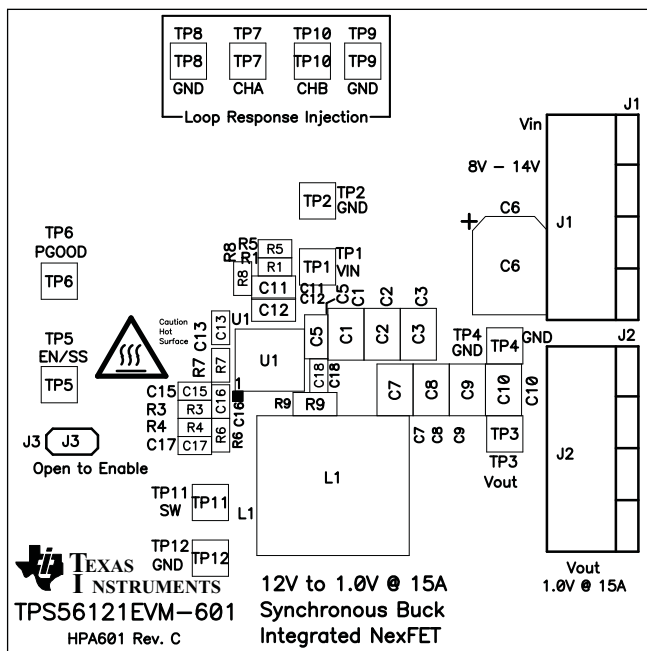 TP8 TP7 TP10 TP9
TP8 TP7 TP10 TP9
GND CHA CHB GND
Loop Response Injection
J1
Vin
8V - 14V
C6
+
J1
C6
TP2
TP2
GND
TP6
PGOOD
TP6
R5
R5
R8
R1
R1
R8
TP1
TP1
VIN
C11
C11
C12
C12
C5
C1
C2
C3
TP5
EN/SS
TP5
Caution
Hot
Surface
U1
C13
C13
U1
C5
C1
C2
C3
TP4
GND
GND
TP4
J2
R7
R7
C18
C18
C15
C15
C16
1
C16
R3
R3
R4
R4
C17
C17
R6
R6
R9
R9
C7
C8
C9
C10
C10
C7
C8
C9
TP3
TP3
Vout
J2
J3
J3
Open to Enable
L1
L1
TP11
SW
TP11
TP12
GND
TP12
Vout
1.0V @ 15A
TEXAS
INSTRUMENTS
TPS56121EVM-601
HPA601 Rev. C
12V to 1.0V @ 15A
Synchronous Buck
Integrated NexFET